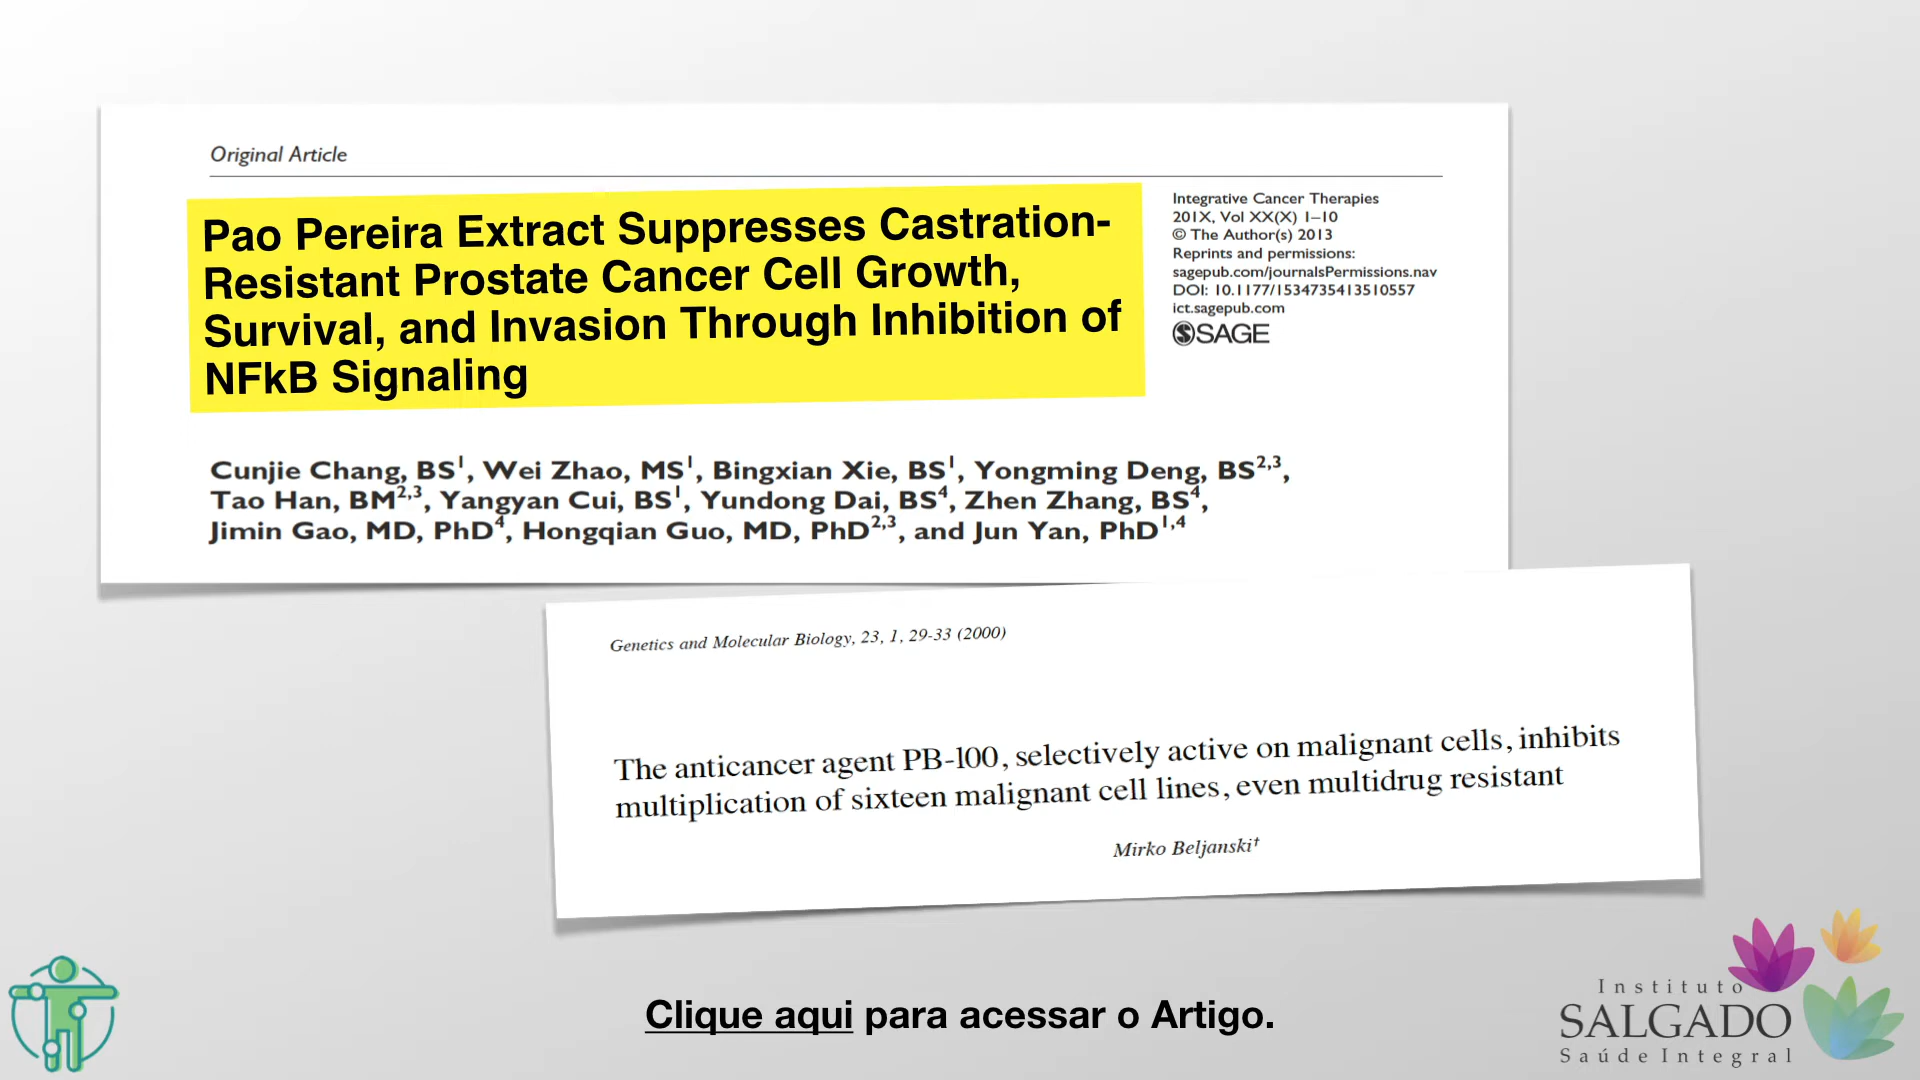 Original Article
Pao Pereira Extract Suppresses Castration-
Resistant Prostate Cancer Cell Growth,
Survival, and Invasion Through Inhibition of
NFkB Signaling
Integrative Cancer Therapies
201X, Vol XX(X) 1–10
© The Author(s) 2013
Reprints and permissions:
sagepub.com/journalsPermissions.nav
DOI: 10.1177/1534735413510557
ict.sagepub.com
SAGE
Cunjie Chang, BS1, Wei Zhao, MS1, Bingxian Xie, BS1, Yongming Deng, BS2,3,
Tao Han, BM2,3, Yangyan Cui, BS1, Yundong Dai, BS4, Zhen Zhang, BS4,
Jimin Gao, MD, PhD4, Hongqian Guo, MD, PhD2,3, and Jun Yan, PhD1,4
Genetics and Molecular Biology, 23, 1, 29-33 (2000)
The anticancer agent PB-100, selectively active on malignant cells, inhibits
multiplication of sixteen malignant cell lines, even multidrug resistant
Mirko Beljanski†
Clique aqui para acessar o Artigo.
Instituto
SALGADO
Saúde Integral